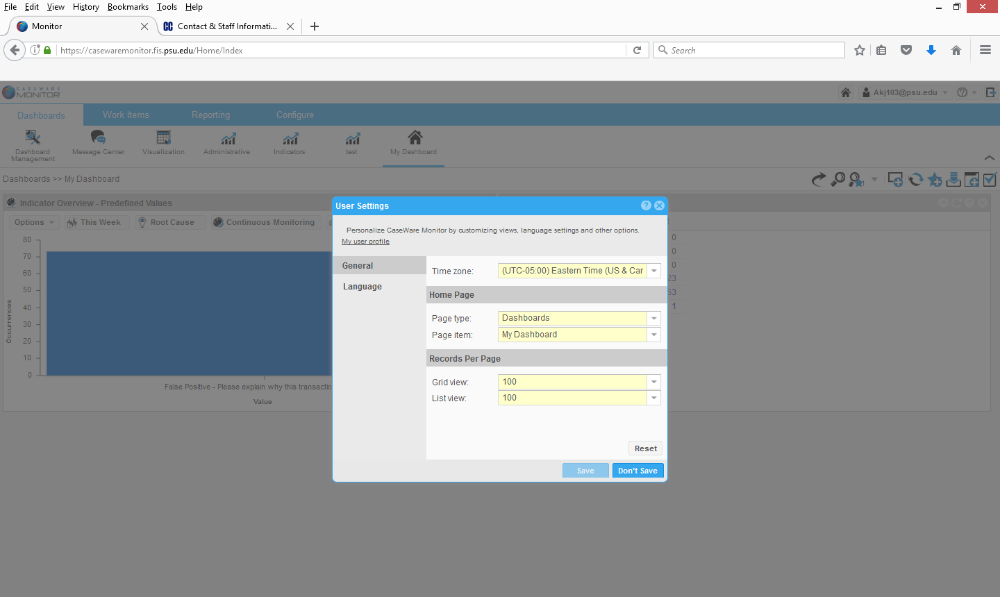 File Edit View History Bookmarks Tools Help
Monitor
Contact & Staff Informati...
https://casewaremonitor.fis.psu.edu/Home/Index
Search
CASEWARE
MONITOR
Akj103@psu.edu
Dashboards Work Items Reporting Configure
Dashboard Management
Message Center
Visualization
Administrative
Indicators
test
My Dashboard
Dashboards >> My Dashboard
Indicator Overview - Predefined Values
Options This Week Root Cause Continuous Monitoring
80
70
60
50
40
30
20
10
0
Occurrences
False Positive - Please explain why this transactio
Value
0
0
0
23
53
1
User Settings
Personalize CaseWare Monitor by customizing views, language settings and other options.
My user profile
General
Language
Time zone: (UTC-05:00) Eastern Time (US & Car
Home Page
Page type: Dashboards
Page item: My Dashboard
Records Per Page
Grid view: 100
List view: 100
Reset
Save Don't Save